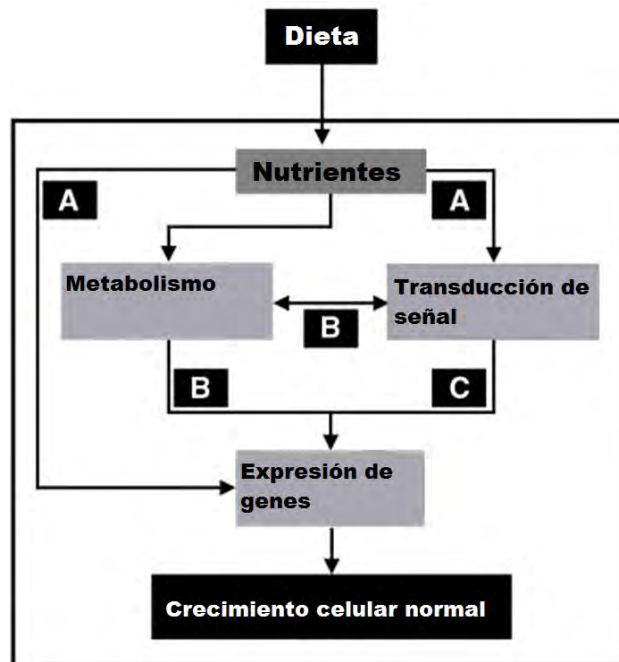 Dieta
Nutrientes
A
A
Metabolismo
Transducción de
señal
B
B
C
Expresión de
genes
Crecimiento celular normal